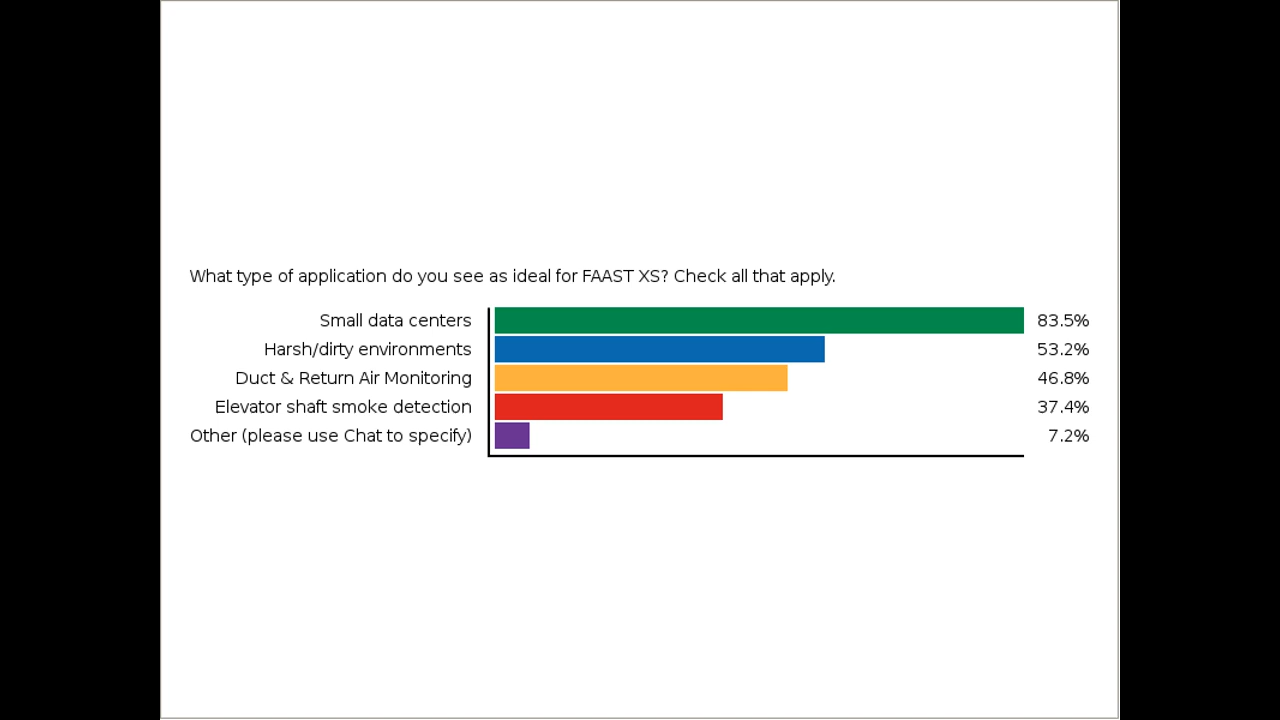 What type of application do you see as ideal for FAAST XS? Check all that apply.
Small data centers 83.5%
Harsh/dirty environments 53.2%
Duct & Return Air Monitoring 46.8%
Elevator shaft smoke detection 37.4%
Other (please use Chat to specify) 7.2%